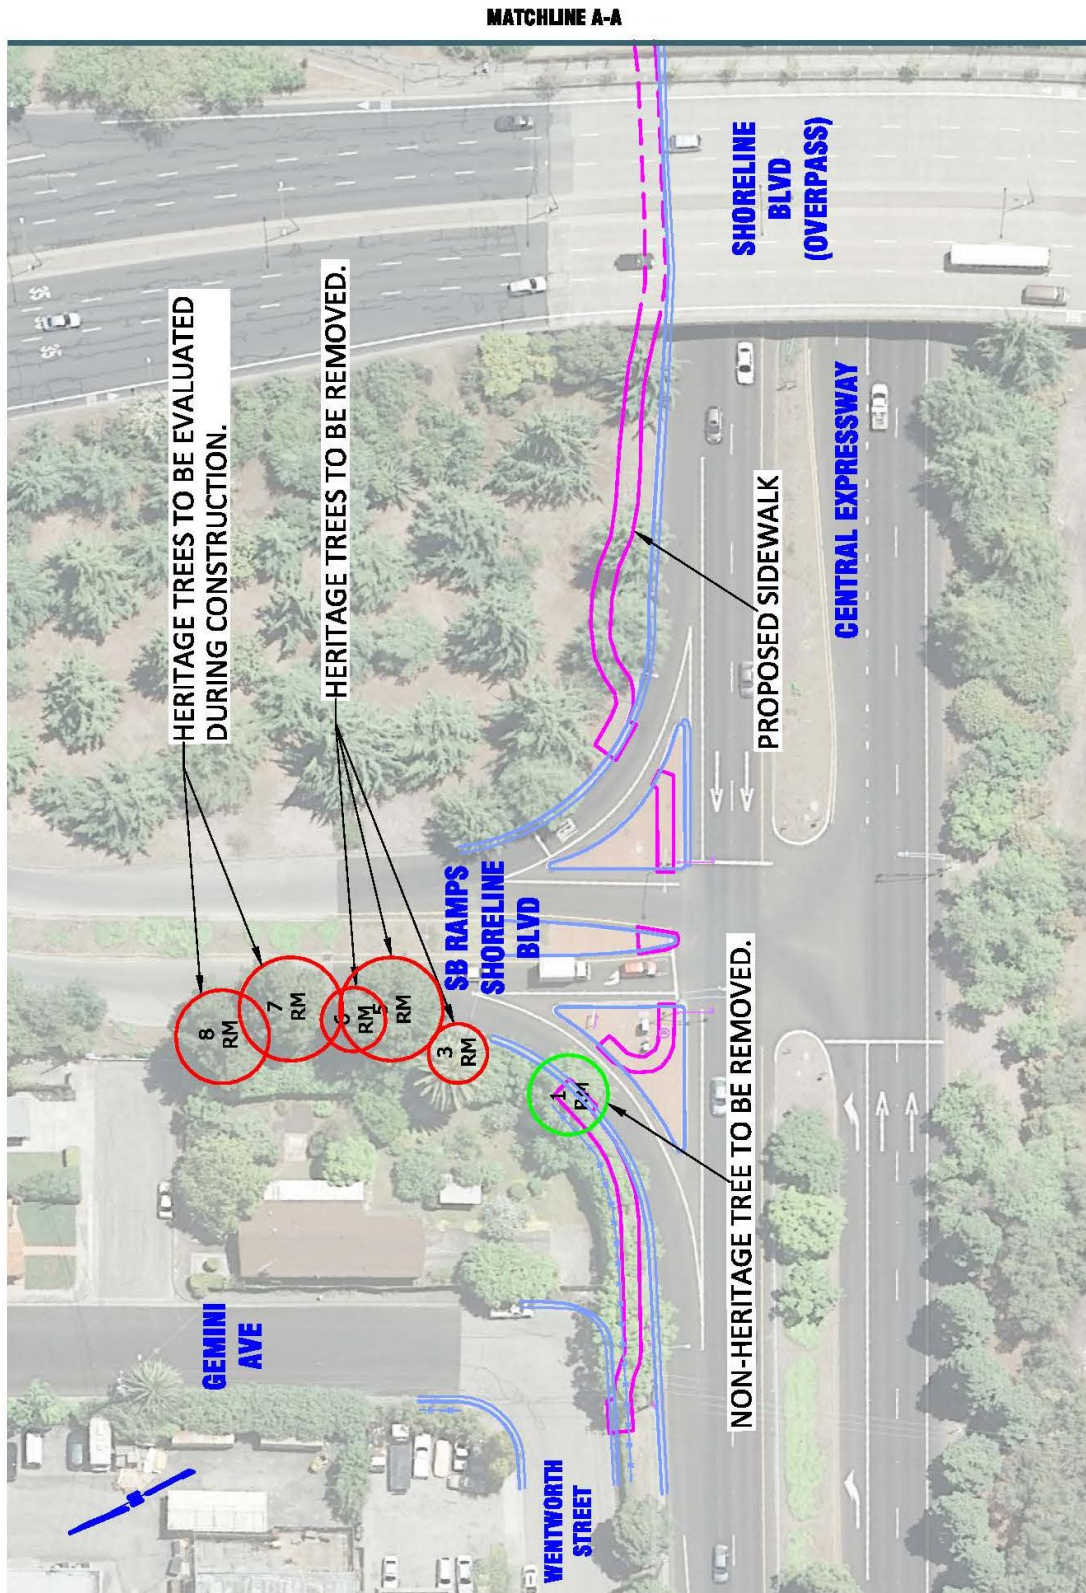 MATCHLINE A-A
HERITAGE TREES TO BE EVALUATED
DURING CONSTRUCTION.
HERITAGE TREES TO BE REMOVED.
SHORELINE
BLVD
(OVERPASS)
CENTRAL EXPRESSWAY
PROPOSED SIDEWALK
SB RAMPS
SHORELINE
BLVD
8
RM
7
RM
6
RM
5
RM
3
RM
1
RM
NON-HERITAGE TREE TO BE REMOVED.
GEMINI
AVE
WENTWORTH
STREET
35
35